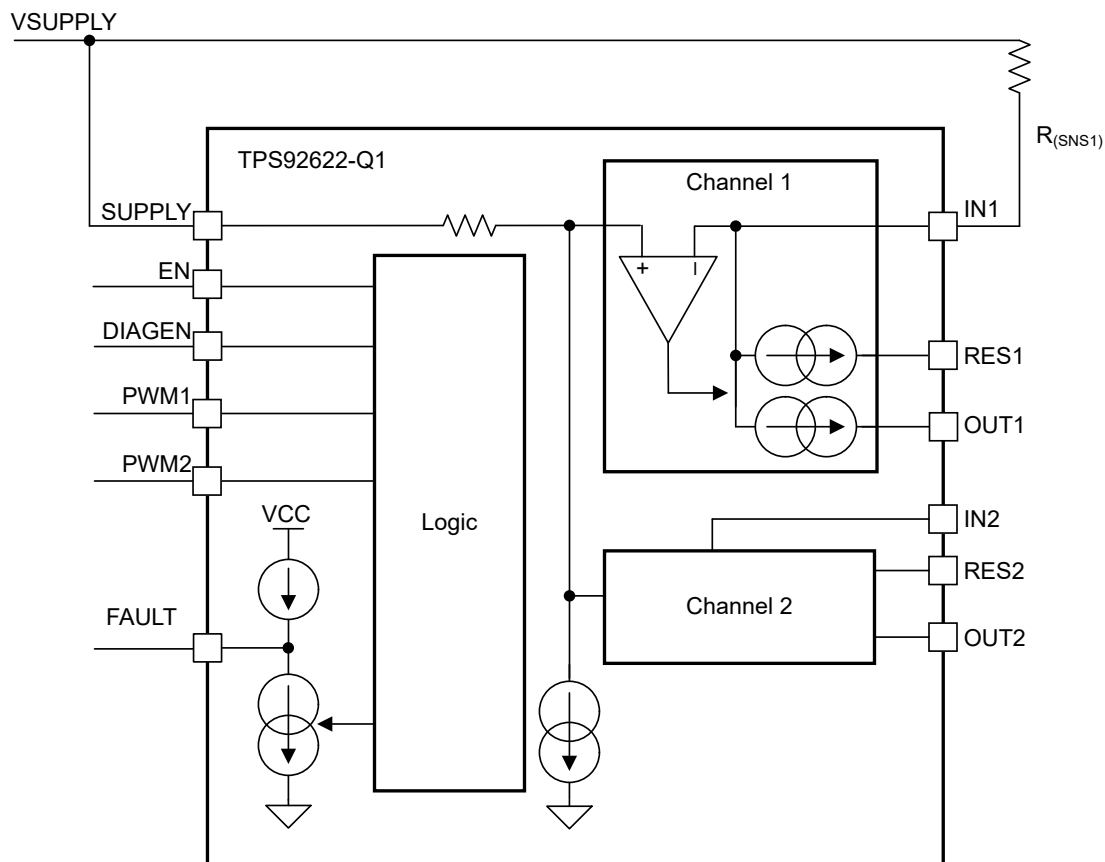 VSUPPLY
R(SNS1)
TPS92622-Q1
Channel 1
SUPPLY
IN1
+
–
EN
DIAGEN
RES1
PWM1
OUT1
PWM2
VCC
Logic
IN2
RES2
Channel 2
FAULT
OUT2